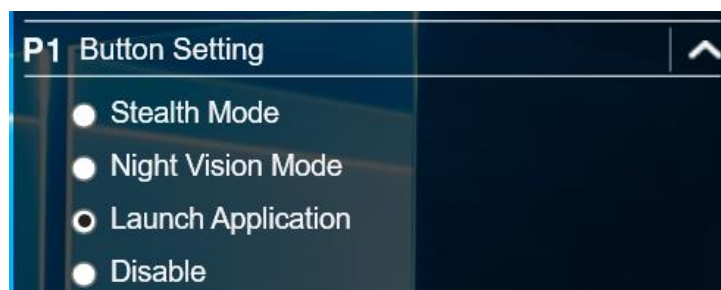 P1 Button Setting
Stealth Mode
Night Vision Mode
Launch Application
Disable